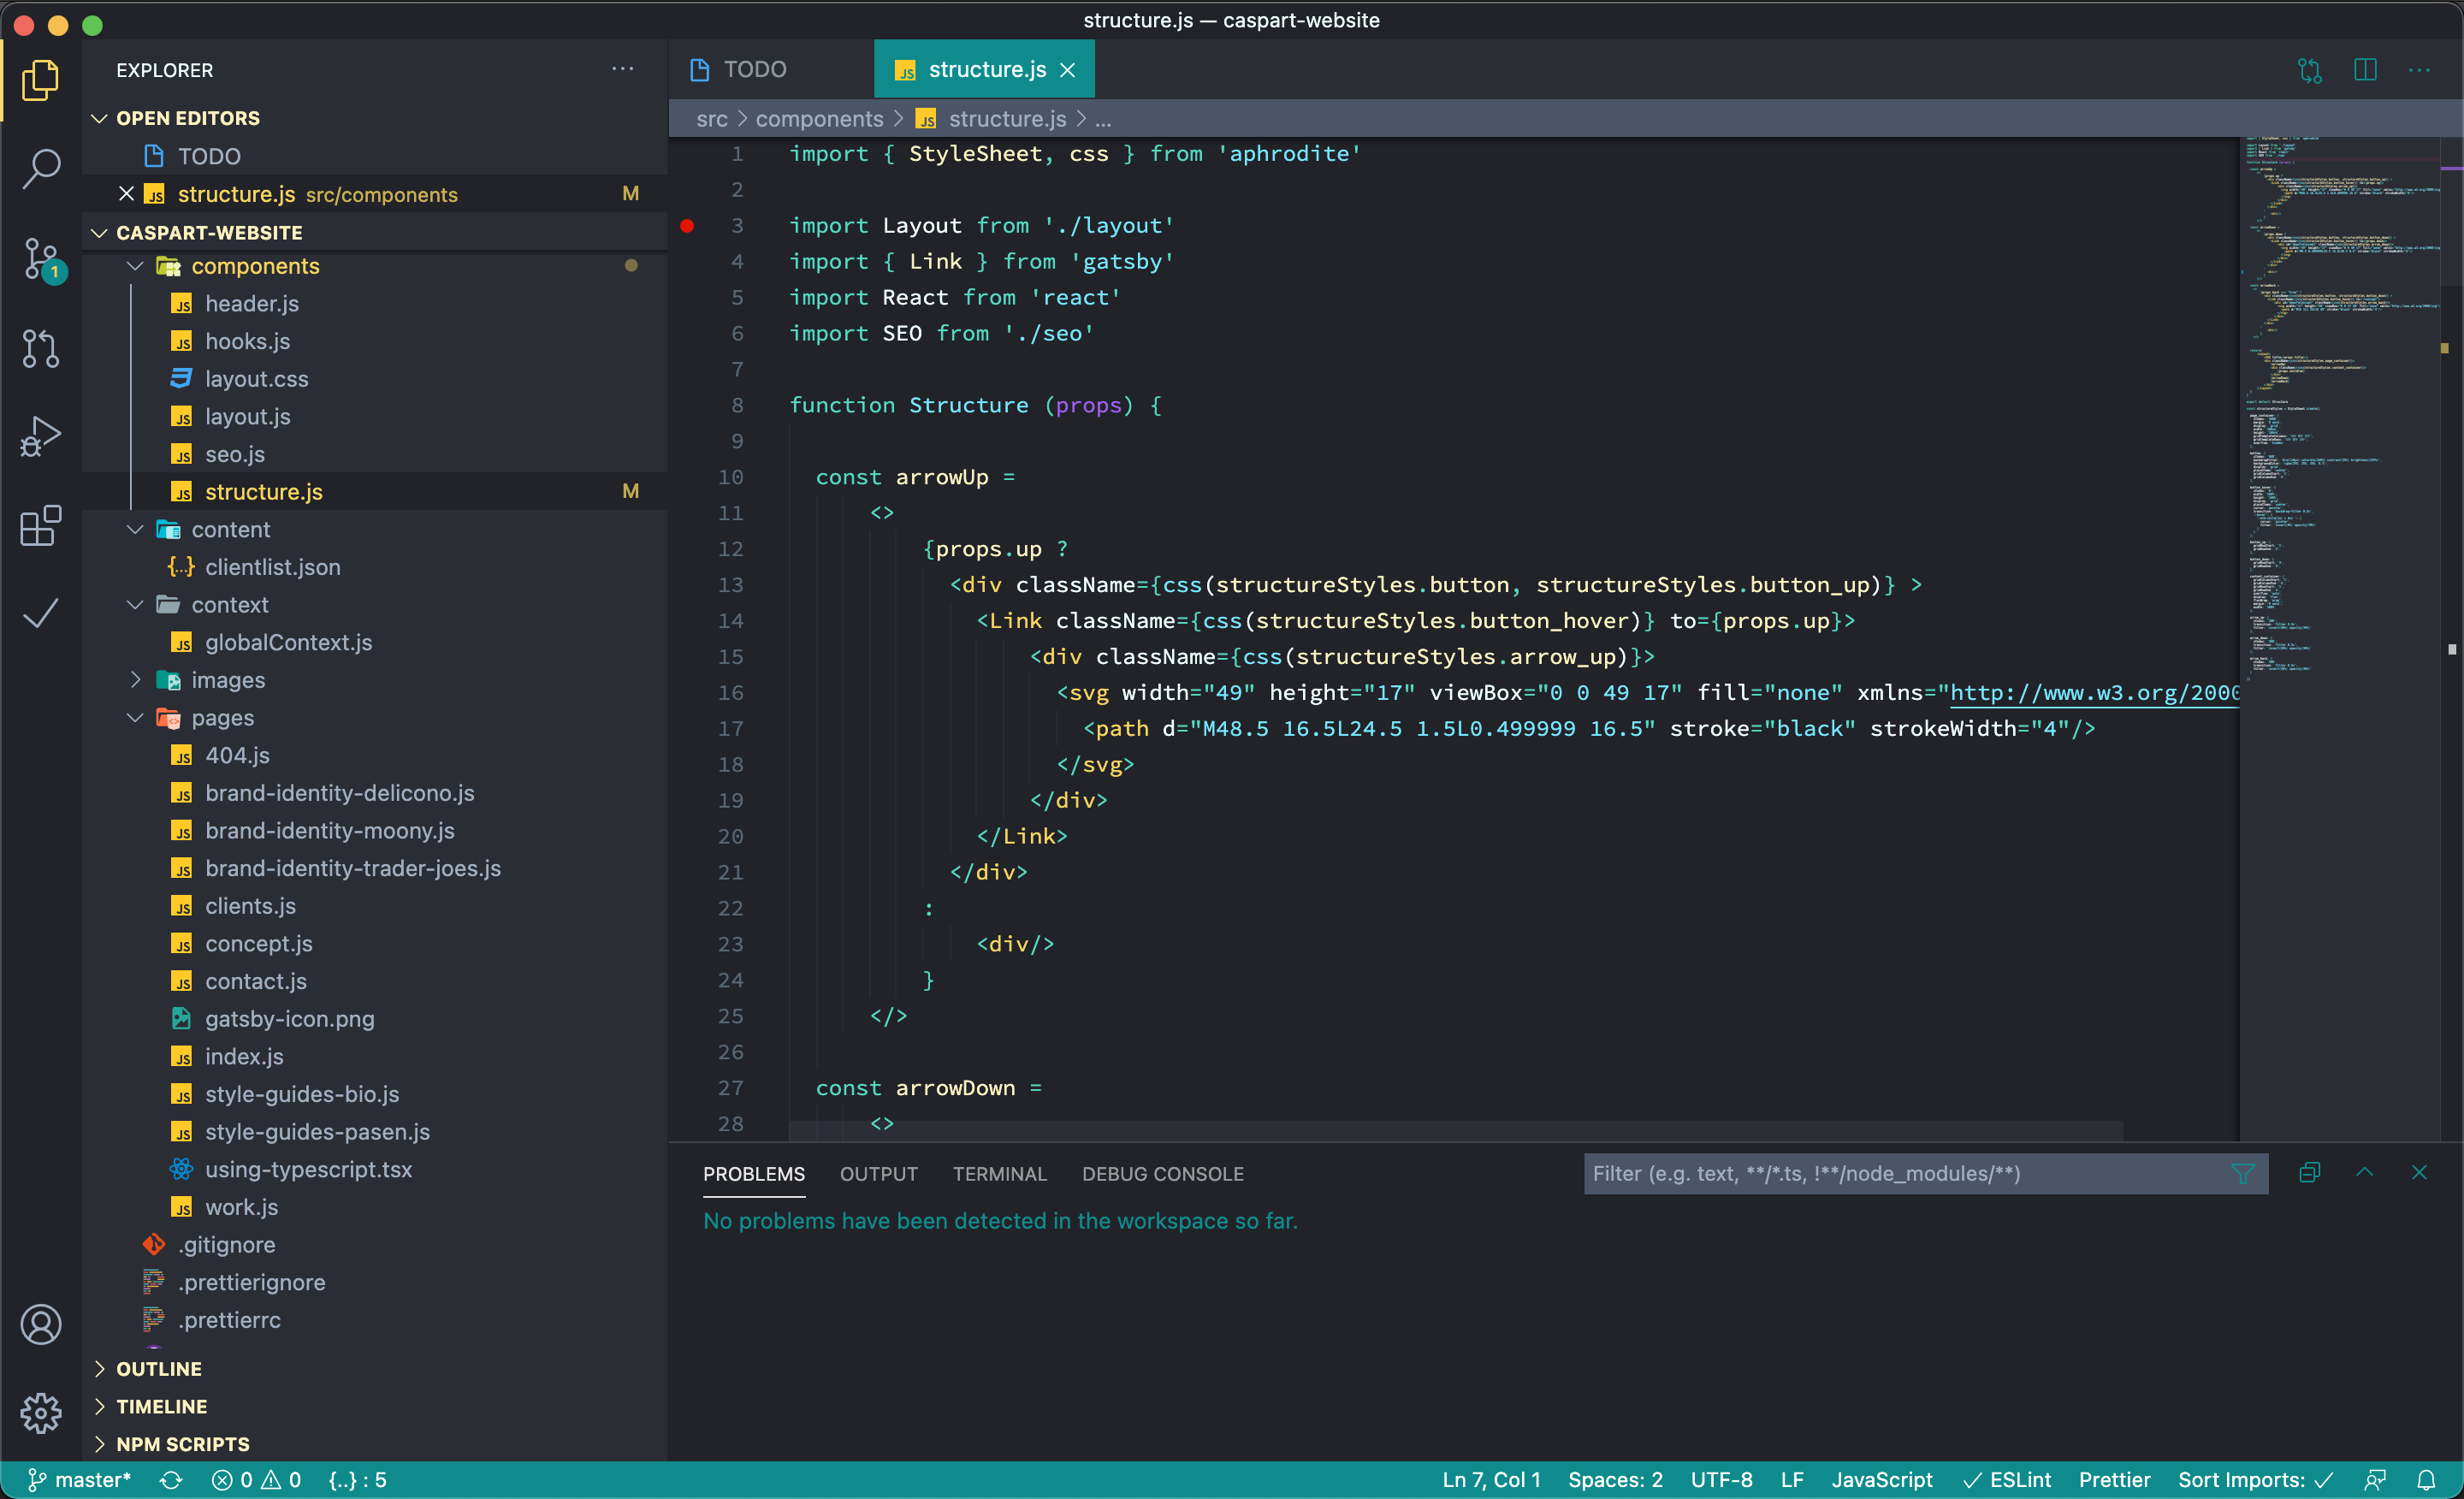 structure.js — caspart-website
EXPLORER
OPEN EDITORS
TODO
structure.js src/components M
CASPART-WEBSITE
components
header.js
hooks.js
layout.css
layout.js
seo.js
structure.js M
content
clientlist.json
context
globalContext.js
images
pages
404.js
brand-identity-delicono.js
brand-identity-moony.js
brand-identity-trader-joes.js
clients.js
concept.js
contact.js
gatsby-icon.png
index.js
style-guides-bio.js
style-guides-pasen.js
using-typescript.tsx
work.js
.gitignore
.prettierignore
.prettierrc
OUTLINE
TIMELINE
NPM SCRIPTS
1
TODO structure.js
src > components > structure.js > ...
1 import { StyleSheet, css } from 'aphrodite'
2
3 import Layout from './layout'
4 import { Link } from 'gatsby'
5 import React from 'react'
6 import SEO from './seo'
7
8 function Structure (props) {
9
10 const arrowUp =
11 <>
12 {props.up ?
13 <div className={css(structureStyles.button, structureStyles.button_up)} >
14 <Link className={css(structureStyles.button_hover)} to={props.up}>
15 <div className={css(structureStyles.arrow_up)}>
16 <svg width="49" height="17" viewBox="0 0 49 17" fill="none" xmlns="http://www.w3.org/2000
17 <path d="M48.5 16.5L24.5 1.5L0.499999 16.5" stroke="black" strokeWidth="4"/>
18 </svg>
19 </div>
20 </Link>
21 </div>
22 :
23 <div/>
24 }
25 </>
26
27 const arrowDown =
28 <>
PROBLEMS OUTPUT TERMINAL DEBUG CONSOLE Filter (e.g. text, **/*.ts, !**/node_modules/**)
No problems have been detected in the workspace so far.
master* 0 0 {..} : 5 Ln 7, Col 1 Spaces: 2 UTF-8 LF JavaScript ✓ ESLint Prettier Sort Imports: ✓